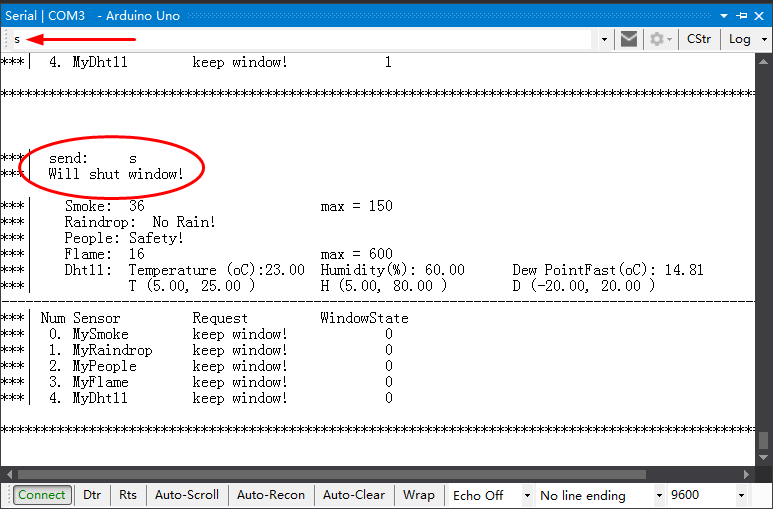 Serial | COM3 - Arduino Uno
s CStr Log
*** | 4. MyDht11 keep window! 1
***********************************************************************************************
*** | send: s
*** | Will shut window!
*** | Smoke: 36 max = 150
*** | Raindrop: No Rain!
*** | People: Safety!
*** | Flame: 16 max = 600
*** | Dht11: Temperature (oC):23.00 Humidity(%): 60.00 Dew PointFast(oC): 14.81
*** | T (5.00, 25.00 ) H (5.00, 80.00 ) D (-20.00, 20.00 )
-----------------------------------------------------------------------------------------------
*** | Num Sensor Request WindowState
*** | 0. MySmoke keep window! 0
*** | 1. MyRaindrop keep window! 0
*** | 2. MyPeople keep window! 0
*** | 3. MyFlame keep window! 0
*** | 4. MyDht11 keep window! 0
***********************************************************************************************
Connect Dtr Rts Auto-Scroll Auto-Recon Auto-Clear Wrap Echo Off No line ending 9600